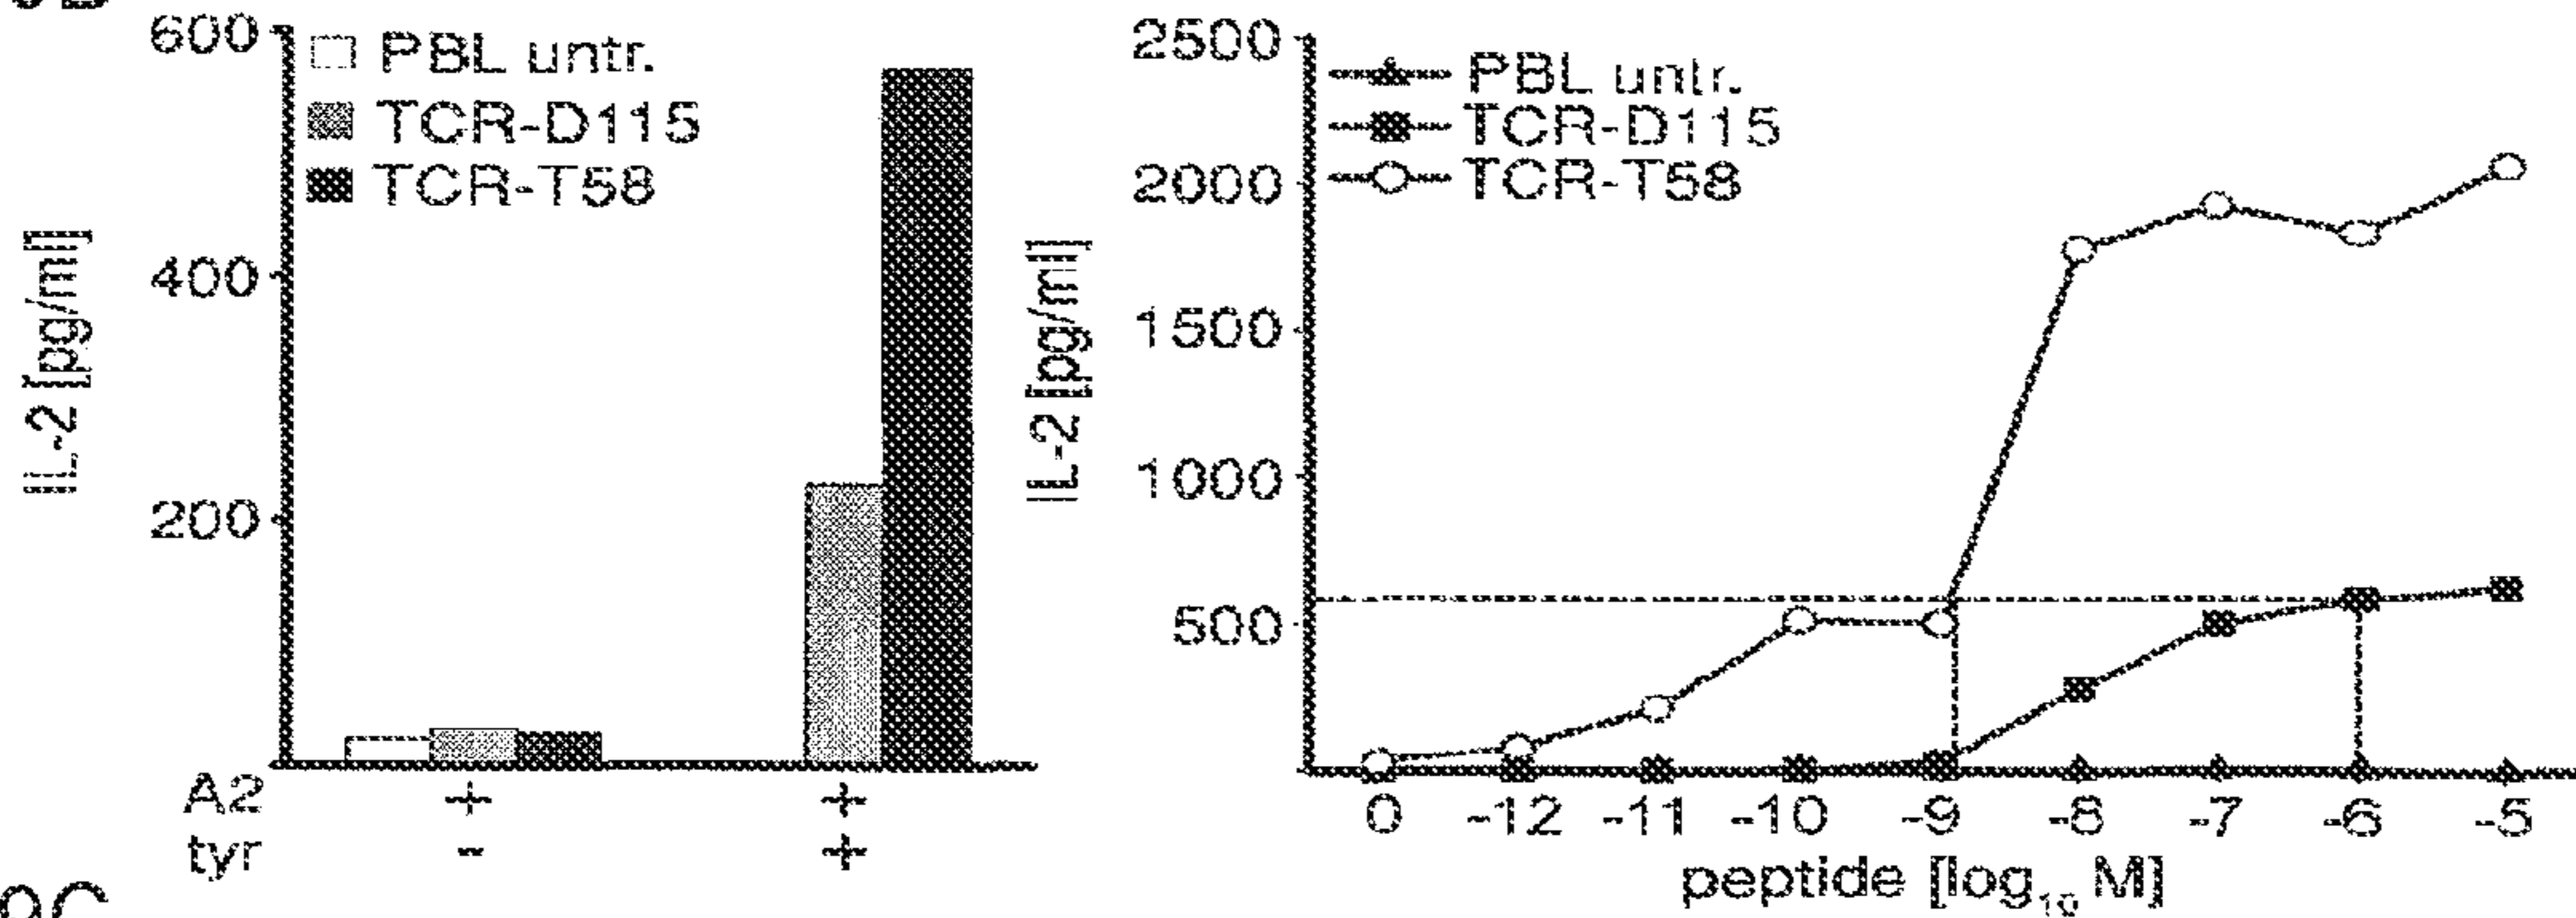 600
400
200
IL-2 [pg/ml]
PBL untr.
TCR-D115
TCR-T58
A2 + +
tyr - +
2500
2000
1500
1000
500
IL-2 [pg/ml]
PBL untr.
TCR-D115
TCR-T58
0 -12 -11 -10 -9 -8 -7 -6 -5
peptide [log₁₀ M]
9C